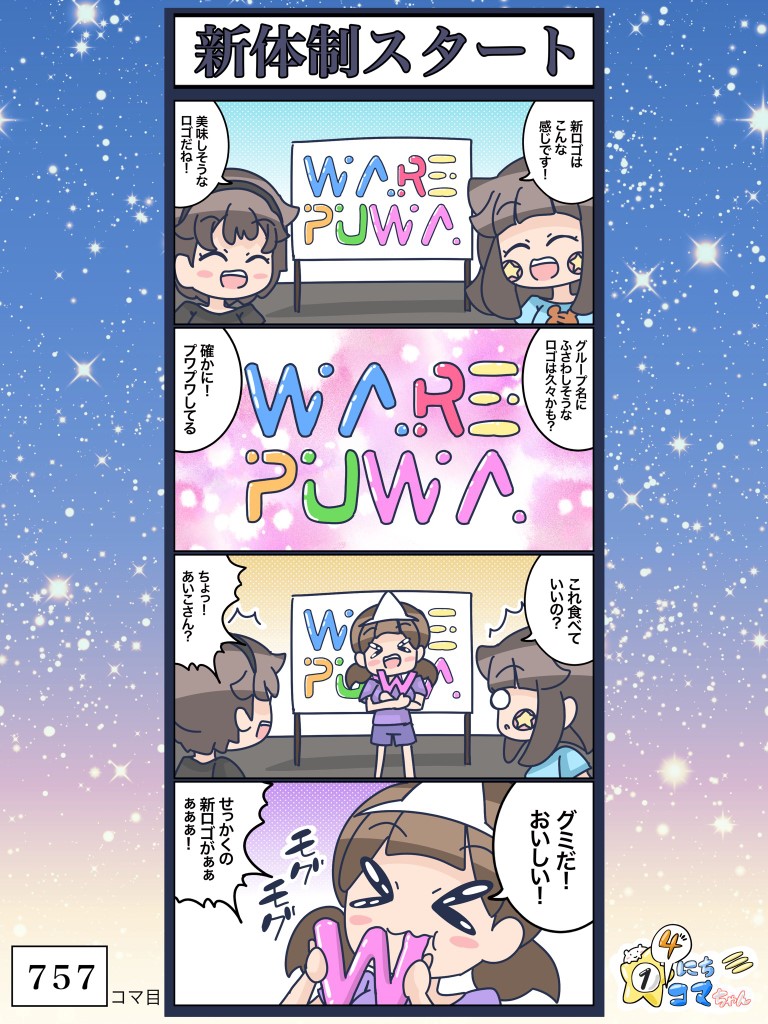 新体制スタート
新ロゴは
こんな
感じです！
美味しそうな
ロゴだね！
WARE
PUWA.
グループ名に
ふさわしそうな
ロゴは久々かも？
確かに！
プワプワしてる
WARE
PUWA.
これ食べて
いいの？
ちょっ！
あいこさん？
W E
PU W A.
グミだ！
おいしい！
モグ
モグ
せっかくの
新ロゴがぁぁ
ぁぁぁ！
W
757
コマ目
1
にち
4
コマ
ちゃん